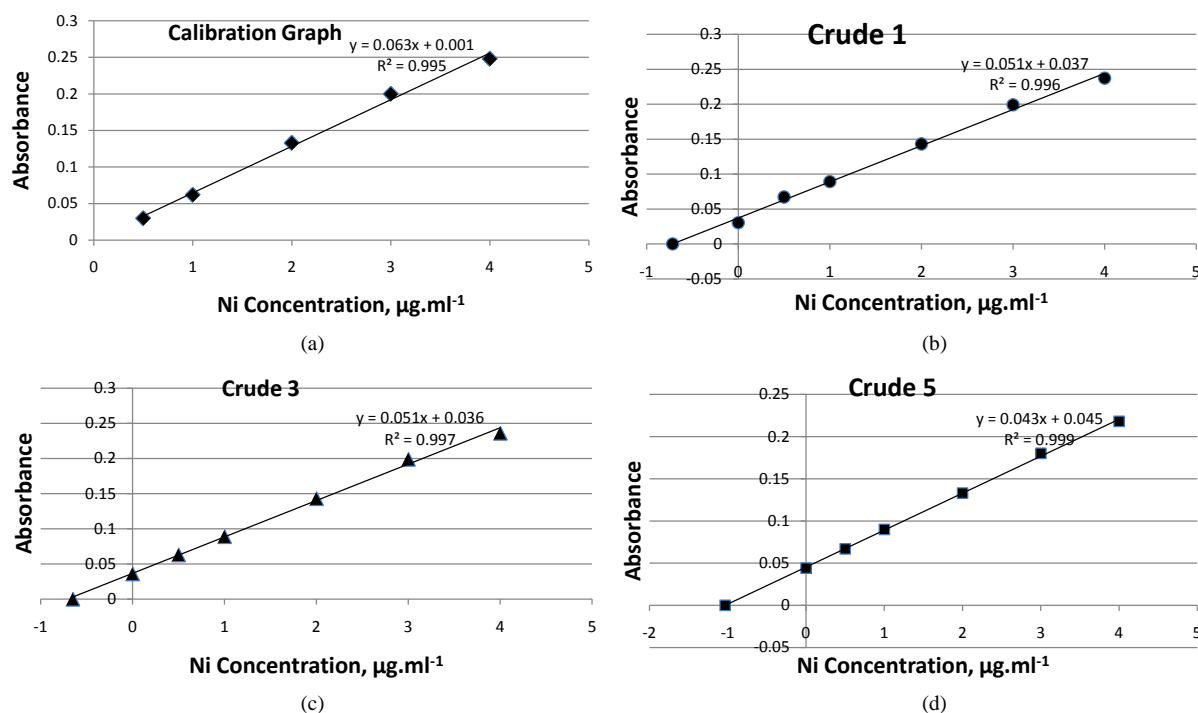 Calibration Graph
y = 0.063x + 0.001
R² = 0.995
0.3
0.25
0.2
0.15
0.1
0.05
0
0 1 2 3 4 5
Absorbance
Ni Concentration, µg.ml⁻¹
(a)
Crude 1
y = 0.051x + 0.037
R² = 0.996
0.3
0.25
0.2
0.15
0.1
0.05
0
-0.05
-1 0 1 2 3 4 5
Absorbance
Ni Concentration, µg.ml⁻¹
(b)
Crude 3
y = 0.051x + 0.036
R² = 0.997
0.3
0.25
0.2
0.15
0.1
0.05
0
-1 0 1 2 3 4 5
Absorbance
Ni Concentration, µg.ml⁻¹
(c)
Crude 5
y = 0.043x + 0.045
R² = 0.999
0.25
0.2
0.15
0.1
0.05
0
-0.05
-2 -1 0 1 2 3 4 5
Absorbance
Ni Concentration, µg.ml⁻¹
(d)